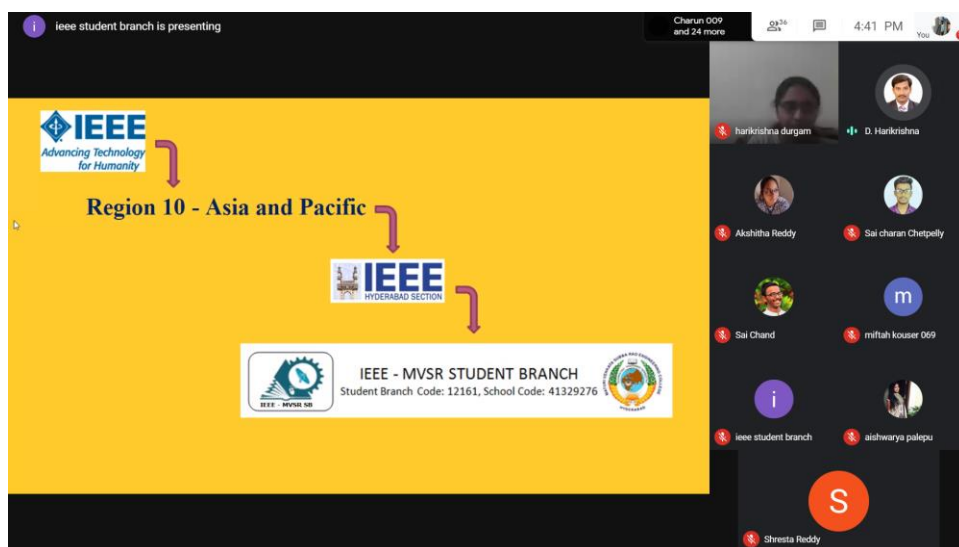 i
ieee student branch is presenting
Charun 009
and 24 more
36
4:41 PM
You
IEEE
Advancing Technology
for Humanity
Region 10 - Asia and Pacific
IEEE
HYDERABAD SECTION
IEEE - MVSR STUDENT BRANCH
Student Branch Code: 12161, School Code: 41329276
IEEE - MVSR SB
HYDERABAD
harikrishna durgam
D. Harikrishna
Akshitha Reddy
Sai charan Chetpelly
Sai Chand
m
miftah kouser 069
i
ieee student branch
aishwarya palepu
S
Shresta Reddy